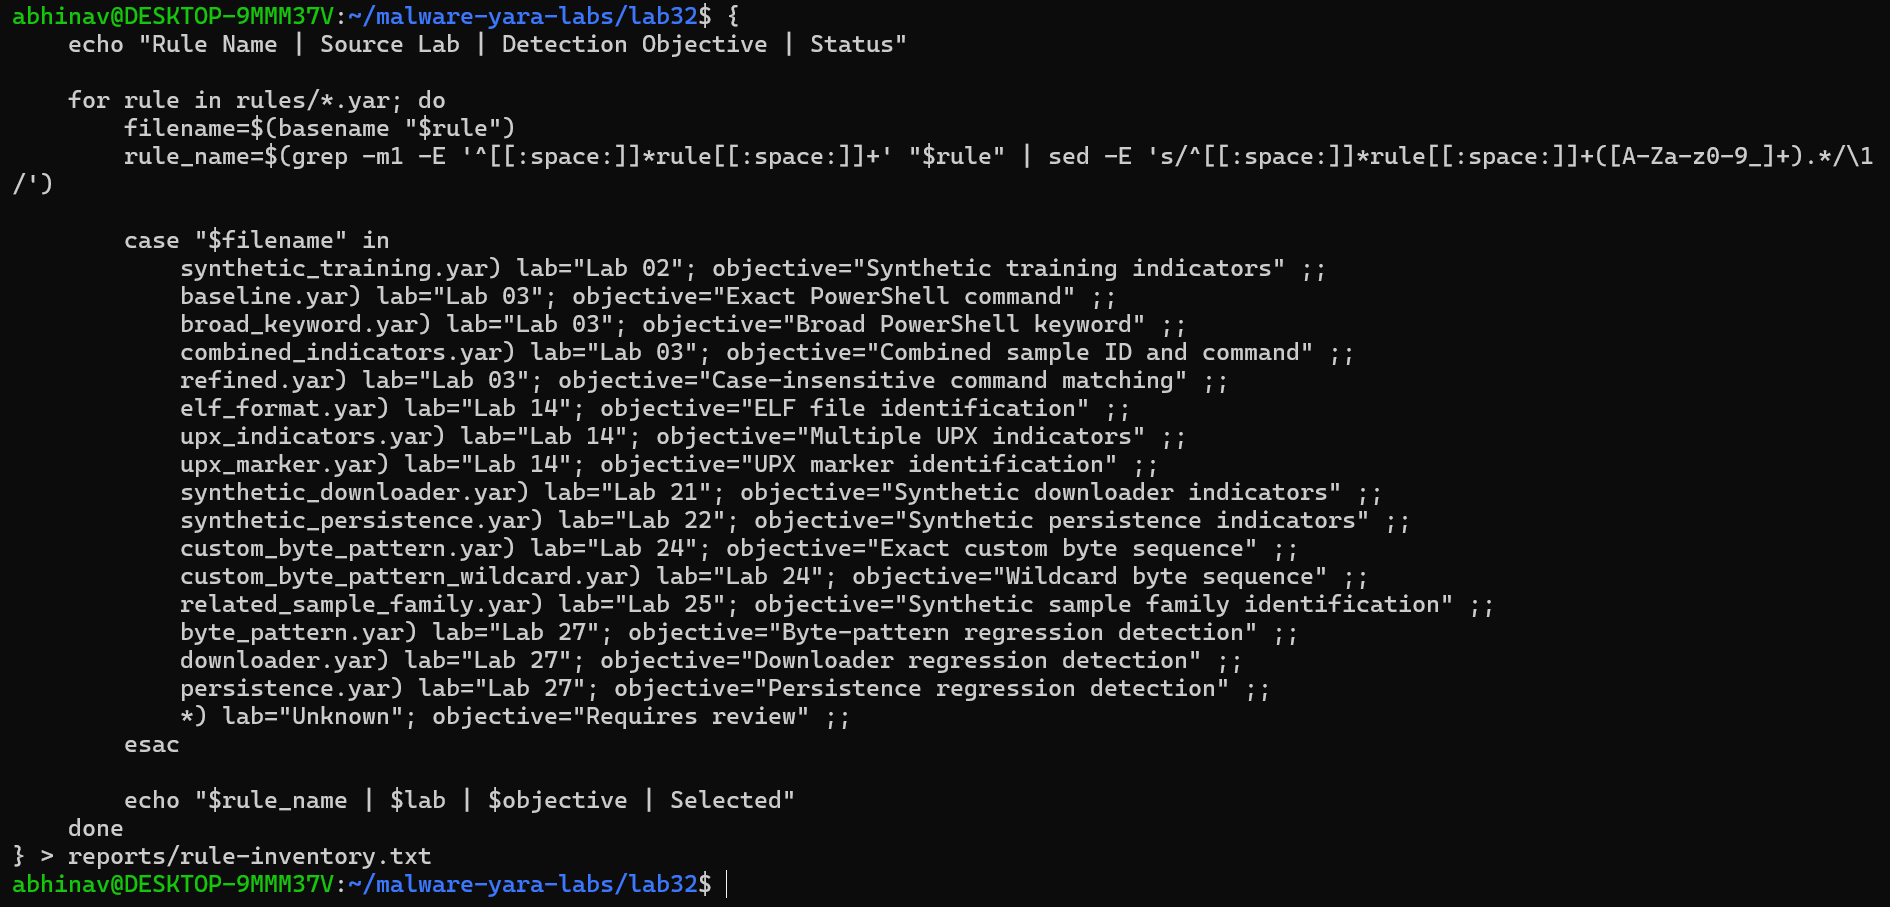 abhinav@DESKTOP-9MMM37V:~/malware-yara-labs/lab32$ {
    echo "Rule Name | Source Lab | Detection Objective | Status"

    for rule in rules/*.yar; do
        filename=$(basename "$rule")
        rule_name=$(grep -m1 -E '^[[:space:]]*rule[[:space:]]+' "$rule" | sed -E 's/^[[:space:]]*rule[[:space:]]+([A-Za-z0-9_]+).*/\1
/')

        case "$filename" in
            synthetic_training.yar) lab="Lab 02"; objective="Synthetic training indicators" ;;
            baseline.yar) lab="Lab 03"; objective="Exact PowerShell command" ;;
            broad_keyword.yar) lab="Lab 03"; objective="Broad PowerShell keyword" ;;
            combined_indicators.yar) lab="Lab 03"; objective="Combined sample ID and command" ;;
            refined.yar) lab="Lab 03"; objective="Case-insensitive command matching" ;;
            elf_format.yar) lab="Lab 14"; objective="ELF file identification" ;;
            upx_indicators.yar) lab="Lab 14"; objective="Multiple UPX indicators" ;;
            upx_marker.yar) lab="Lab 14"; objective="UPX marker identification" ;;
            synthetic_downloader.yar) lab="Lab 21"; objective="Synthetic downloader indicators" ;;
            synthetic_persistence.yar) lab="Lab 22"; objective="Synthetic persistence indicators" ;;
            custom_byte_pattern.yar) lab="Lab 24"; objective="Exact custom byte sequence" ;;
            custom_byte_pattern_wildcard.yar) lab="Lab 24"; objective="Wildcard byte sequence" ;;
            related_sample_family.yar) lab="Lab 25"; objective="Synthetic sample family identification" ;;
            byte_pattern.yar) lab="Lab 27"; objective="Byte-pattern regression detection" ;;
            downloader.yar) lab="Lab 27"; objective="Downloader regression detection" ;;
            persistence.yar) lab="Lab 27"; objective="Persistence regression detection" ;;
            *) lab="Unknown"; objective="Requires review" ;;
        esac

        echo "$rule_name | $lab | $objective | Selected"
    done
} > reports/rule-inventory.txt
abhinav@DESKTOP-9MMM37V:~/malware-yara-labs/lab32$